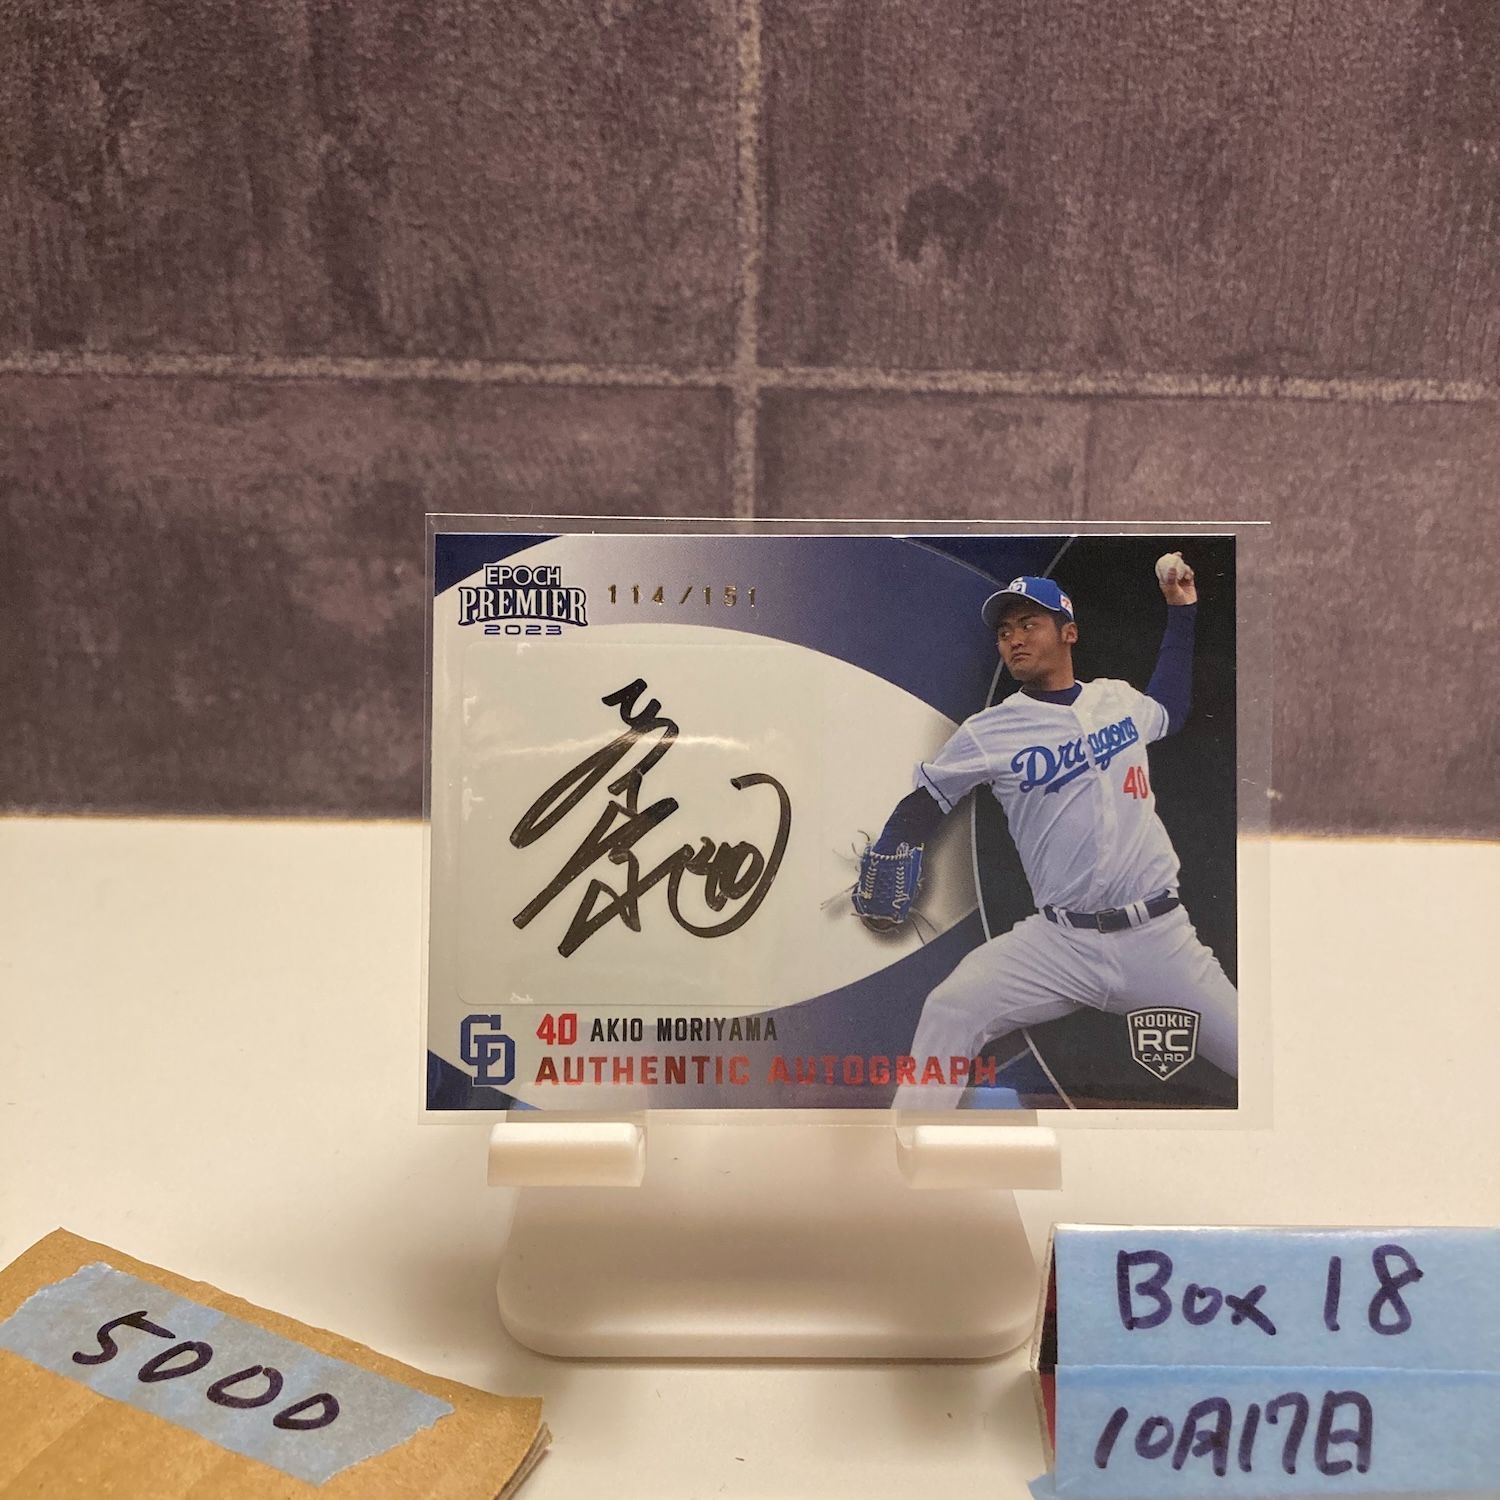 EPOCH
PREMIER
2023
114/151
Dragons
40
(40)
40 AKIO MORIYAMA
AUTHENTIC AUTOGRAPH
ROOKIE
RC
CARD
5000
Box 18
10月17日